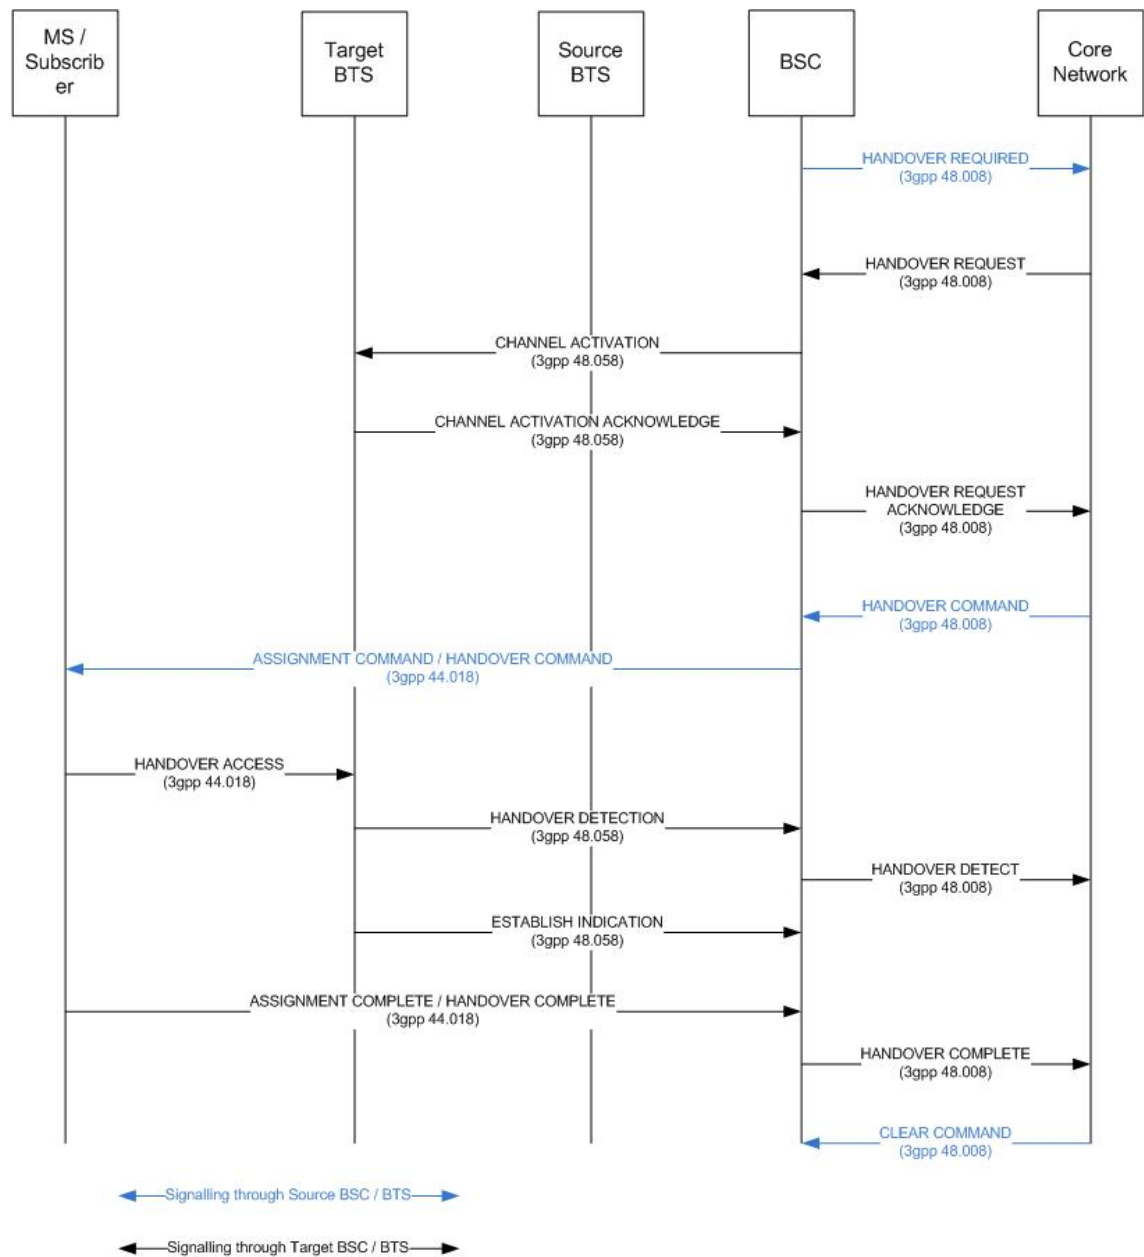 MS /
Subscrib
er
Target
BTS
Source
BTS
BSC
Core
Network
HANDOVER REQUIRED
(3gpp 48.008)
HANDOVER REQUEST
(3gpp 48.008)
CHANNEL ACTIVATION
(3gpp 48.058)
CHANNEL ACTIVATION ACKNOWLEDGE
(3gpp 48.058)
HANDOVER REQUEST
ACKNOWLEDGE
(3gpp 48.008)
HANDOVER COMMAND
(3gpp 48.008)
ASSIGNMENT COMMAND / HANDOVER COMMAND
(3gpp 44.018)
HANDOVER ACCESS
(3gpp 44.018)
HANDOVER DETECTION
(3gpp 48.058)
HANDOVER DETECT
(3gpp 48.008)
ESTABLISH INDICATION
(3gpp 48.058)
ASSIGNMENT COMPLETE / HANDOVER COMPLETE
(3gpp 44.018)
HANDOVER COMPLETE
(3gpp 48.008)
CLEAR COMMAND
(3gpp 48.008)
Signalling through Source BSC / BTS
Signalling through Target BSC / BTS